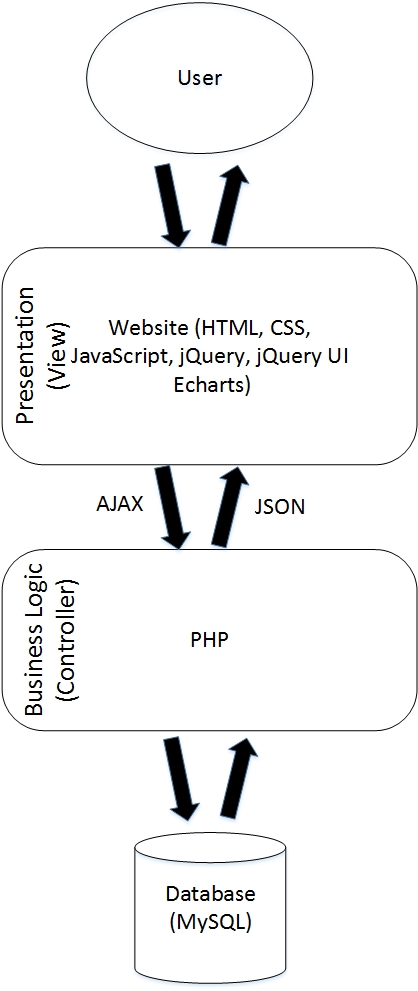 User
Presentation
(View)
Website (HTML, CSS,
JavaScript, jQuery, jQuery UI
Echarts)
AJAX
JSON
Business Logic
(Controller)
PHP
Database
(MySQL)